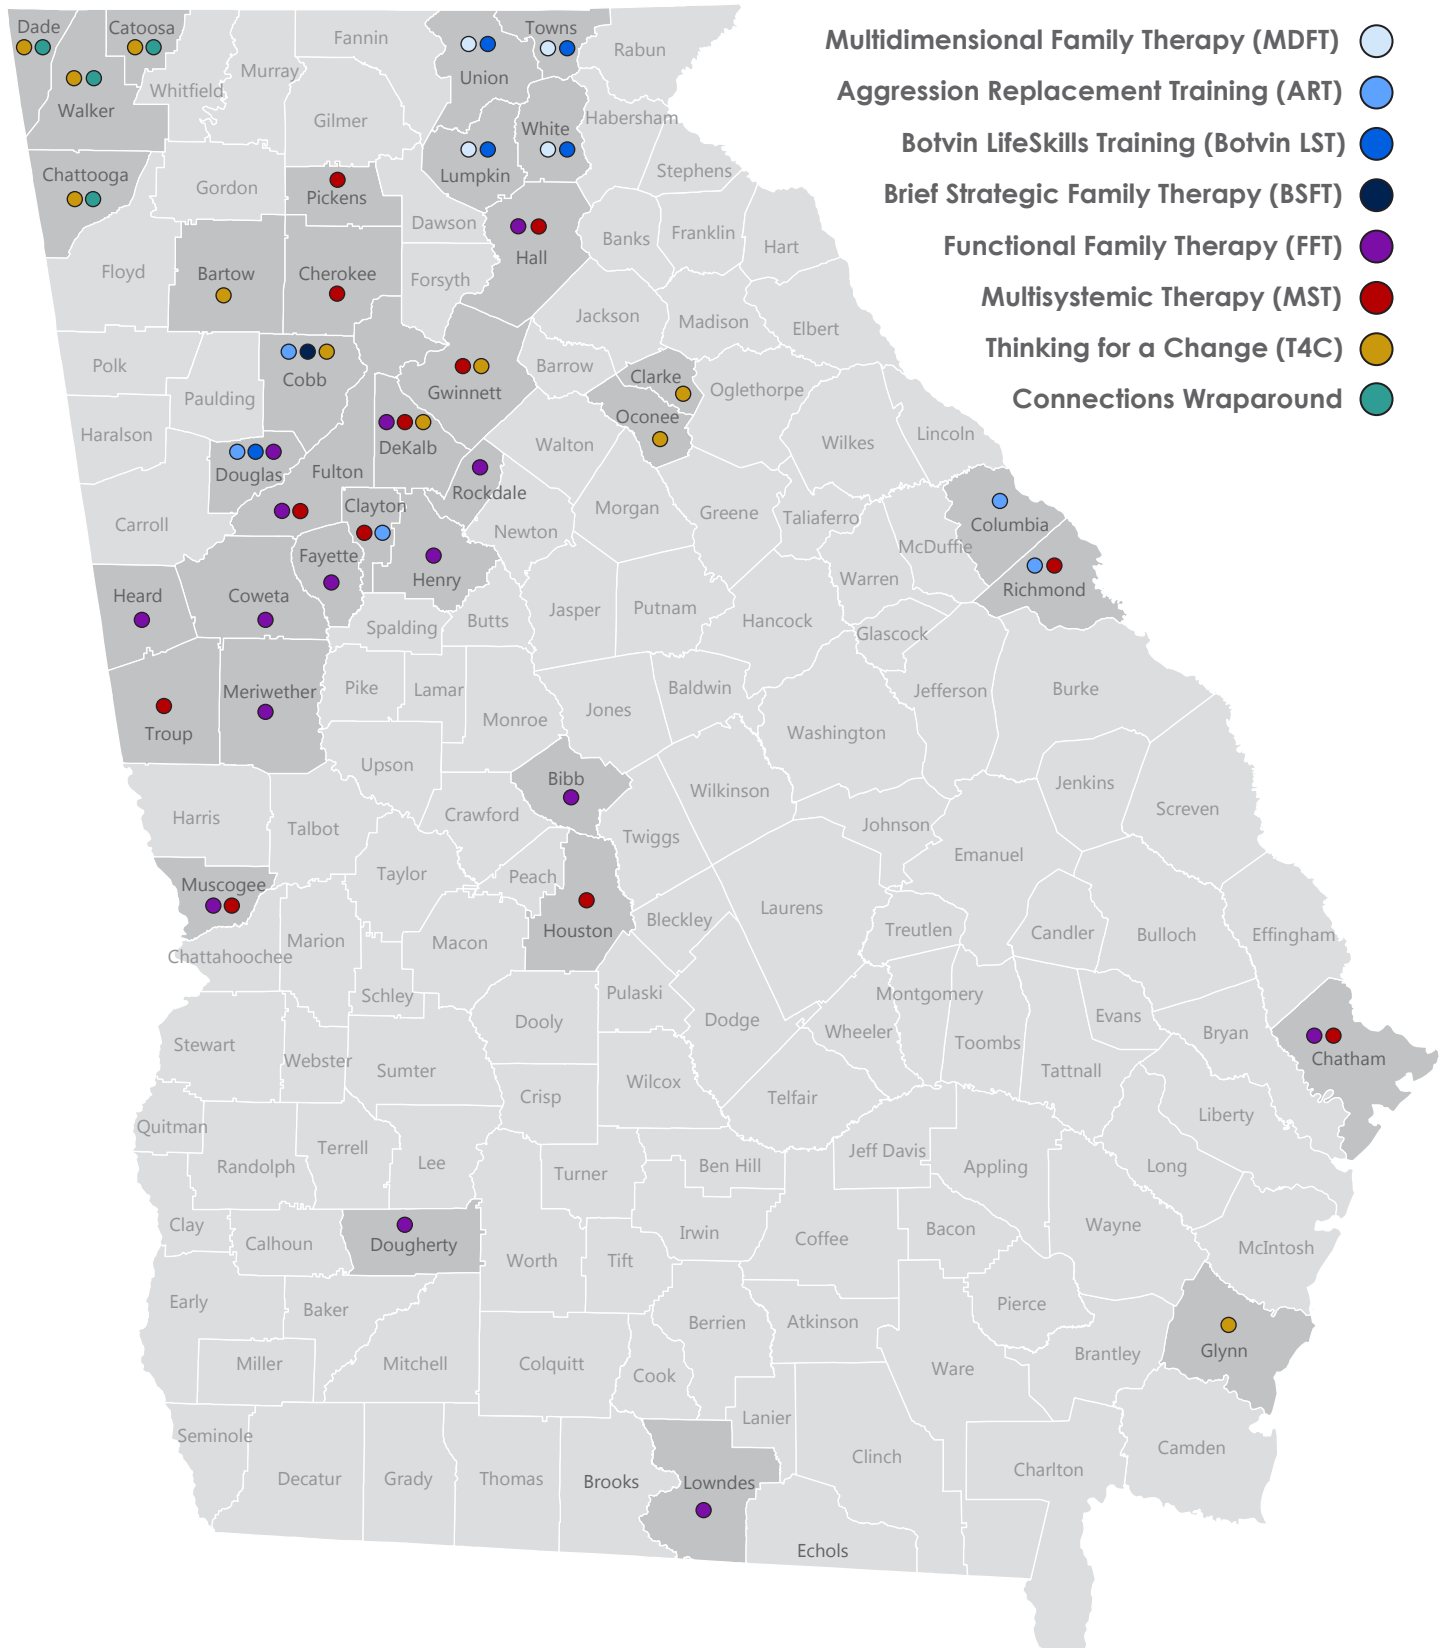 Multidimensional Family Therapy (MDFT)
Aggression Replacement Training (ART)
Botvin LifeSkills Training (Botvin LST)
Brief Strategic Family Therapy (BSFT)
Functional Family Therapy (FFT)
Multisystemic Therapy (MST)
Thinking for a Change (T4C)
Connections Wraparound
Dade
Catoosa
Fannin
Towns
Rabun
Murray
Union
Whitfield
Walker
Gilmer
White
Habersham
Chattooga
Gordon
Pickens
Lumpkin
Stephens
Dawson
Banks
Franklin
Hart
Floyd
Bartow
Cherokee
Forsyth
Hall
Jackson
Madison
Elbert
Polk
Paulding
Cobb
Gwinnett
Barrow
Clarke
Oconee
Oglethorpe
Haralson
Douglas
Fulton
DeKalb
Walton
Wilkes
Lincoln
Rockdale
Clayton
Carroll
Newton
Morgan
Greene
Taliaferro
Columbia
McDuffie
Fayette
Henry
Warren
Richmond
Heard
Coweta
Spalding
Butts
Jasper
Putnam
Hancock
Glascock
Troup
Meriwether
Pike
Lamar
Monroe
Jones
Baldwin
Jefferson
Burke
Washington
Upson
Bibb
Wilkinson
Jenkins
Screven
Harris
Talbot
Crawford
Twiggs
Johnson
Emanuel
Muscogee
Taylor
Peach
Houston
Bleckley
Laurens
Treutlen
Candler
Bulloch
Effingham
Chattahoochee
Marion
Macon
Schley
Pulaski
Montgomery
Dooly
Dodge
Wheeler
Toombs
Evans
Bryan
Chatham
Stewart
Webster
Sumter
Wilcox
Tattnall
Crisp
Telfair
Liberty
Quitman
Randolph
Terrell
Lee
Turner
Ben Hill
Jeff Davis
Appling
Long
Clay
Calhoun
Dougherty
Worth
Tift
Irwin
Coffee
Bacon
Wayne
McIntosh
Early
Baker
Berrien
Atkinson
Pierce
Brantley
Glynn
Miller
Mitchell
Colquitt
Cook
Ware
Lanier
Seminole
Decatur
Grady
Thomas
Brooks
Lowndes
Clinch
Charlton
Camden
Echols